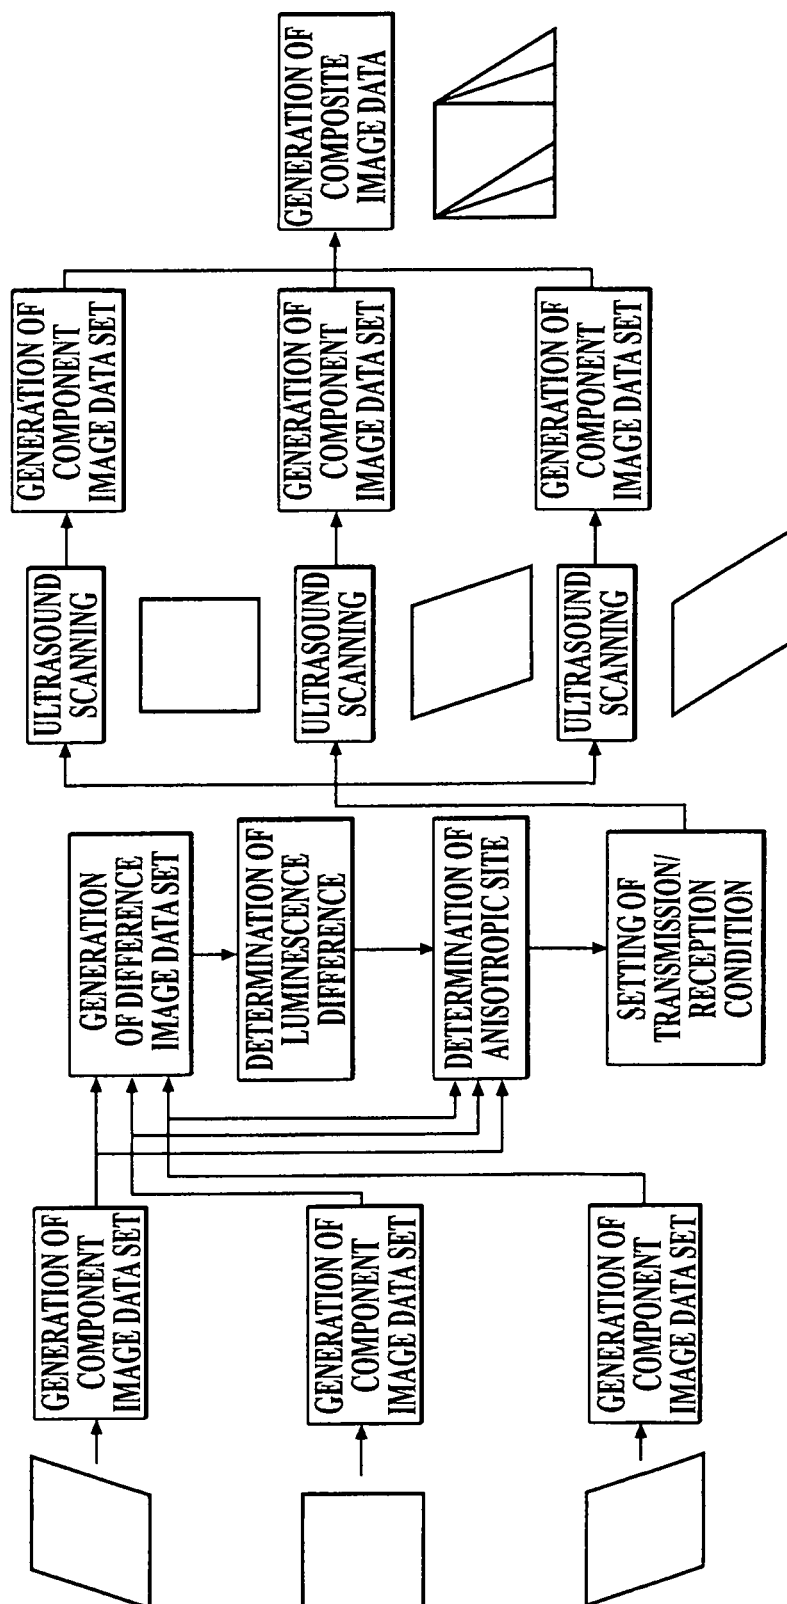 GENERATION OF
COMPONENT
IMAGE DATA SET
GENERATION OF
COMPONENT
IMAGE DATA SET
GENERATION OF
COMPONENT
IMAGE DATA SET
GENERATION
OF DIFFERENCE
IMAGE DATA SET
DETERMINATION OF
LUMINESCENCE
DIFFERENCE
DETERMINATION OF
ANISOTROPIC SITE
SETTING OF
TRANSMISSION/
RECEPTION
CONDITION
ULTRASOUND
SCANNING
ULTRASOUND
SCANNING
ULTRASOUND
SCANNING
GENERATION OF
COMPONENT
IMAGE DATA SET
GENERATION OF
COMPONENT
IMAGE DATA SET
GENERATION OF
COMPONENT
IMAGE DATA SET
GENERATION OF
COMPOSITE
IMAGE DATA